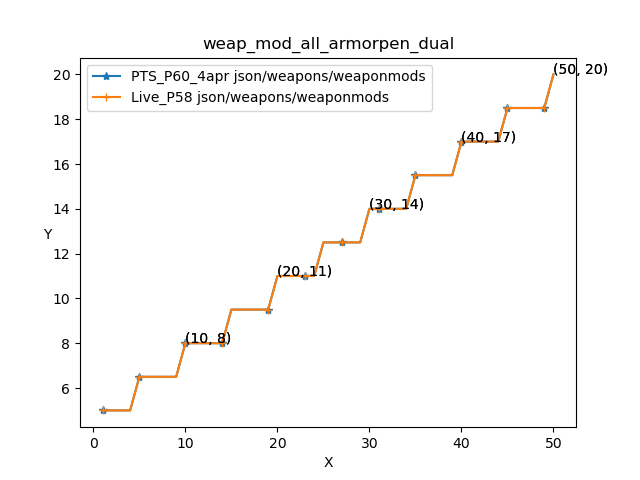 weap_mod_all_armorpen_dual
PTS_P60_4apr json/weapons/weaponmods
Live_P58 json/weapons/weaponmods
(50, 20)
(40, 17)
(30, 14)
(20, 11)
(10, 8)
Y
20
18
16
14
12
10
8
6
0 10 20 30 40 50
X